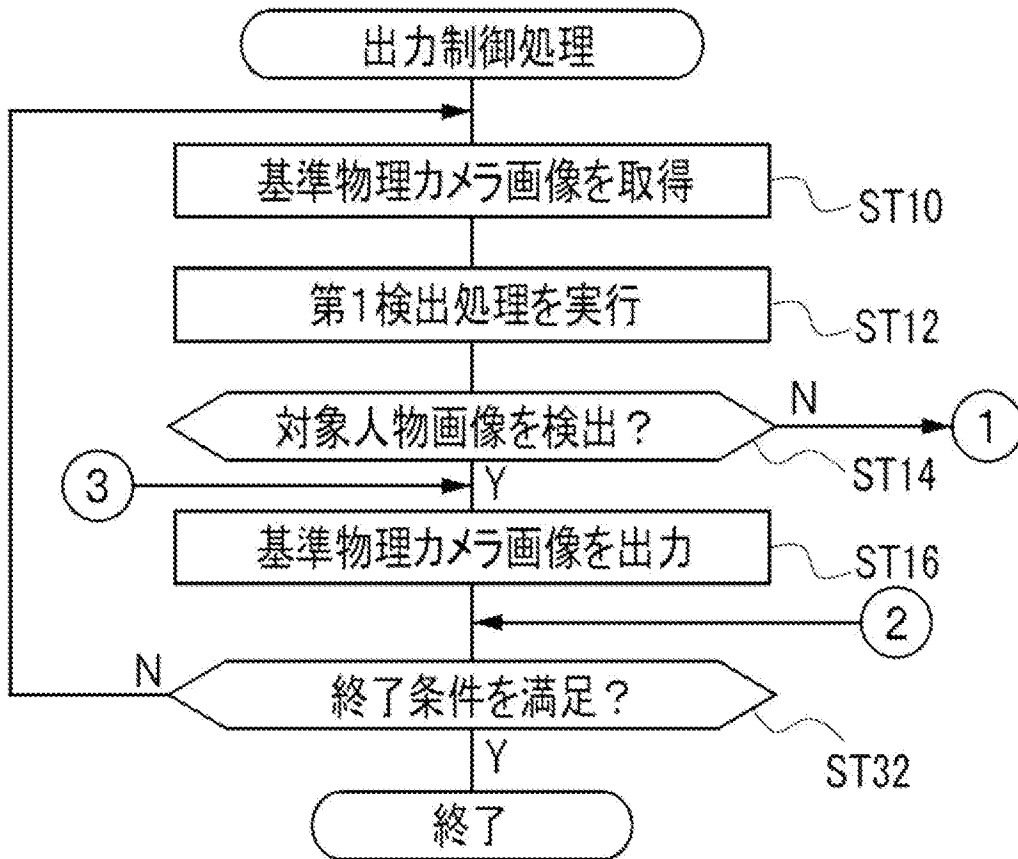 出力制御処理
基準物理カメラ画像を取得
ST10
第1検出処理を実行
ST12
対象人物画像を検出?
N
1
ST14
3
Y
基準物理カメラ画像を出力
ST16
2
N
終了条件を満足?
ST32
Y
終了